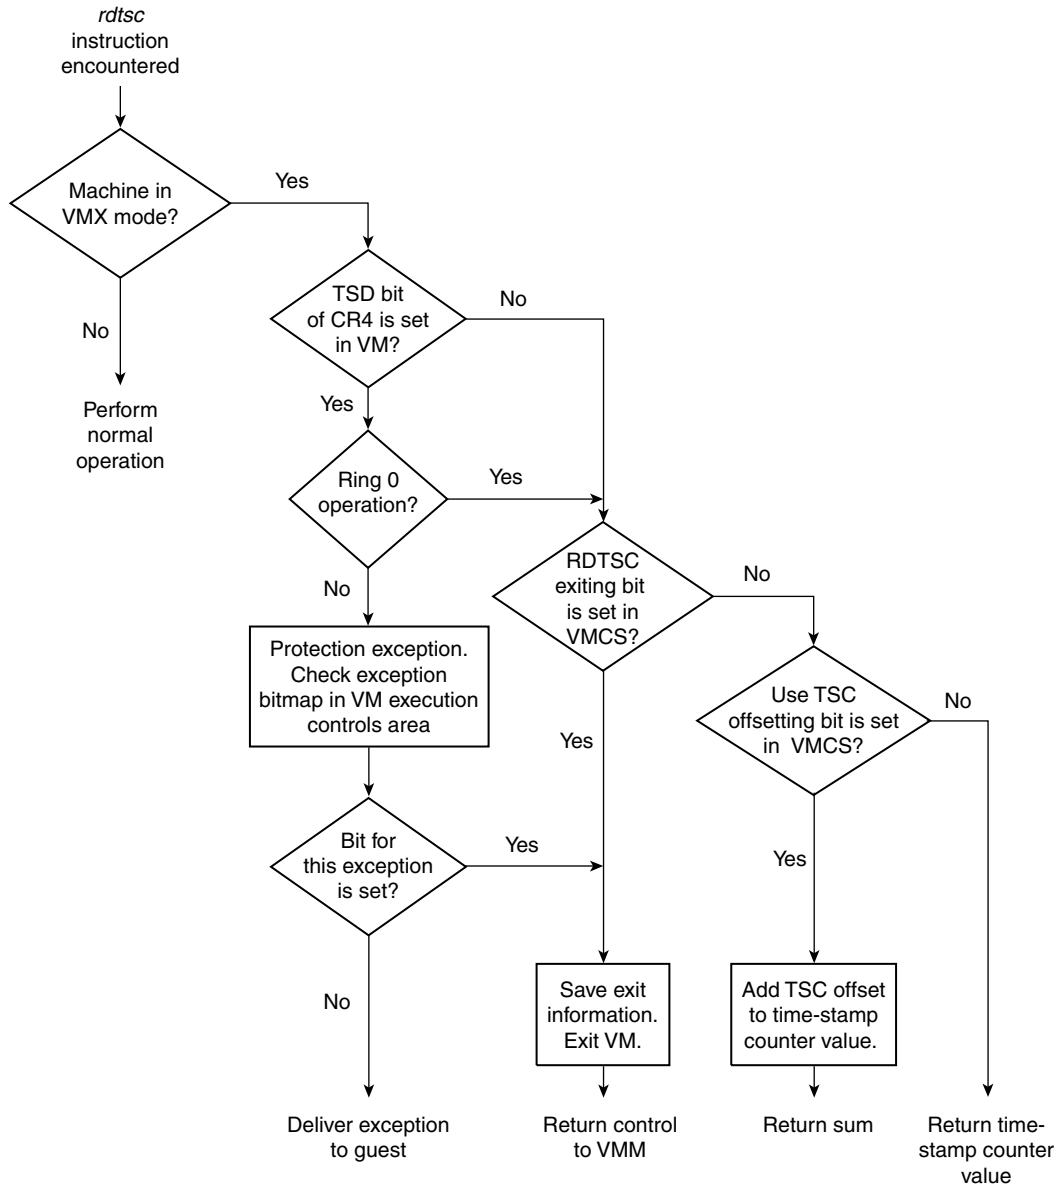 rdtsc
instruction
encountered
Machine in
VMX mode?
Yes
No
Perform
normal
operation
TSD bit
of CR4 is set
in VM?
No
Yes
Ring 0
operation?
Yes
No
RDTSC
exiting bit
is set in
VMCS?
No
Yes
Protection exception.
Check exception
bitmap in VM execution
controls area
Use TSC
offsetting bit is set
in VMCS?
No
Yes
Bit for
this exception
is set?
Yes
No
Save exit
information.
Exit VM.
Add TSC offset
to time-stamp
counter value.
Deliver exception
to guest
Return control
to VMM
Return sum
Return time-
stamp counter
value